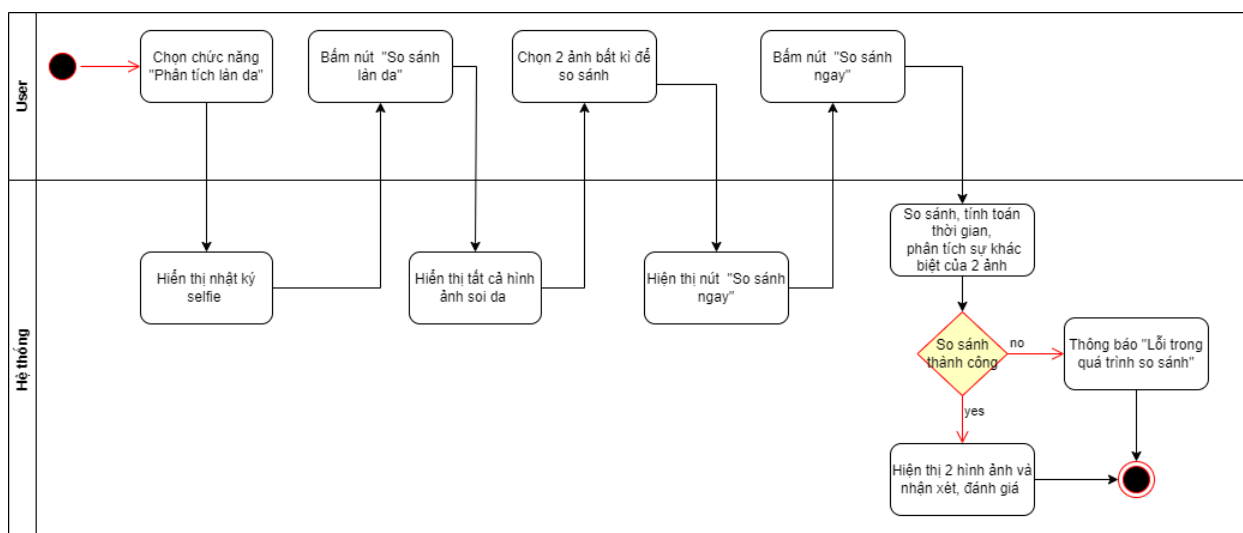 User
Chọn chức năng
"Phân tích làn da"
Bấm nút "So sánh
làn da"
Chọn 2 ảnh bất kì để
so sánh
Bấm nút "So sánh
ngay"
Hệ thống
Hiển thị nhật ký
selfie
Hiển thị tất cả hình
ảnh soi da
Hiện thị nút "So sánh
ngay"
So sánh, tính toán
thời gian,
phân tích sự khác
biệt của 2 ảnh
So sánh
thành công
no
Thông báo "Lỗi trong
quá trình so sánh"
yes
Hiện thị 2 hình ảnh và
nhận xét, đánh giá